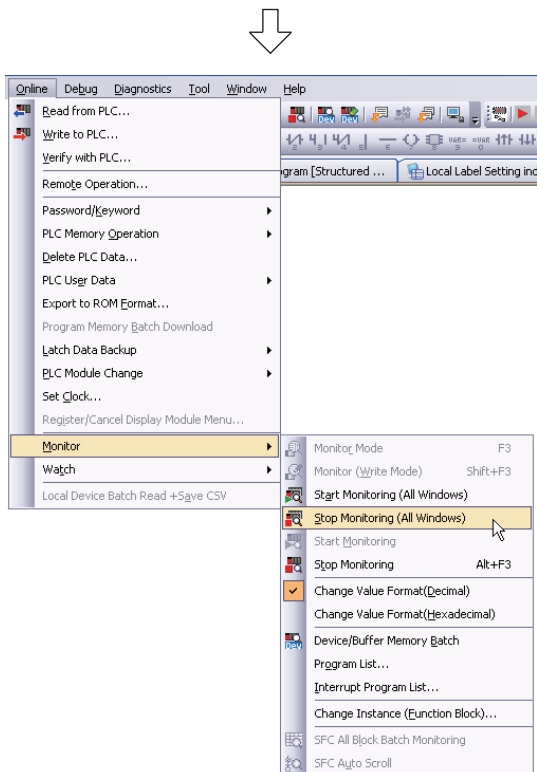 Online Debug Diagnostics Tool Window Help
Read from PLC...
Write to PLC...
Verify with PLC...
ogram [Structured ... Local Label Setting inc
Remote Operation...
Password/Keyword
PLC Memory Operation
Delete PLC Data...
PLC User Data
Export to ROM Format...
Program Memory Batch Download
Latch Data Backup
PLC Module Change
Set Clock...
Register/Cancel Display Module Menu...
Monitor
Watch
Local Device Batch Read +Save CSV
Monitor Mode F3
Monitor (Write Mode) Shift+F3
Start Monitoring (All Windows)
Stop Monitoring (All Windows)
Start Monitoring
Stop Monitoring Alt+F3
Change Value Format(Decimal)
Change Value Format(Hexadecimal)
Device/Buffer Memory Batch
Program List...
Interrupt Program List...
Change Instance (Function Block)...
SFC All Block Batch Monitoring
SFC Auto Scroll